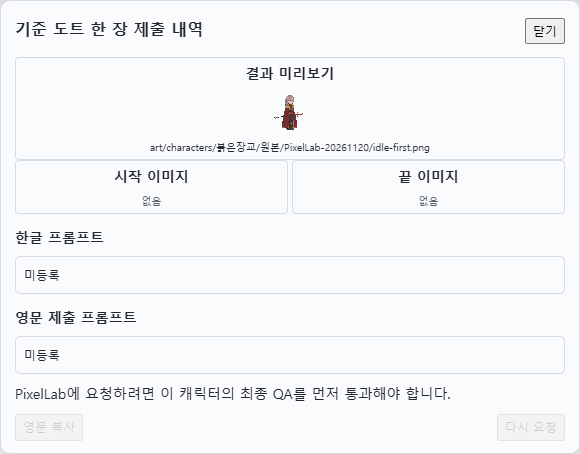 기준 도트 한 장 제출 내역
닫기
결과 미리보기
art/characters/붉은장교/원본/PixelLab-20261120/idle-first.png
시작 이미지
없음
끝 이미지
없음
한글 프롬프트
미등록
영문 제출 프롬프트
미등록
PixelLab에 요청하려면 이 캐릭터의 최종 QA를 먼저 통과해야 합니다.
영문 복사
다시 요청